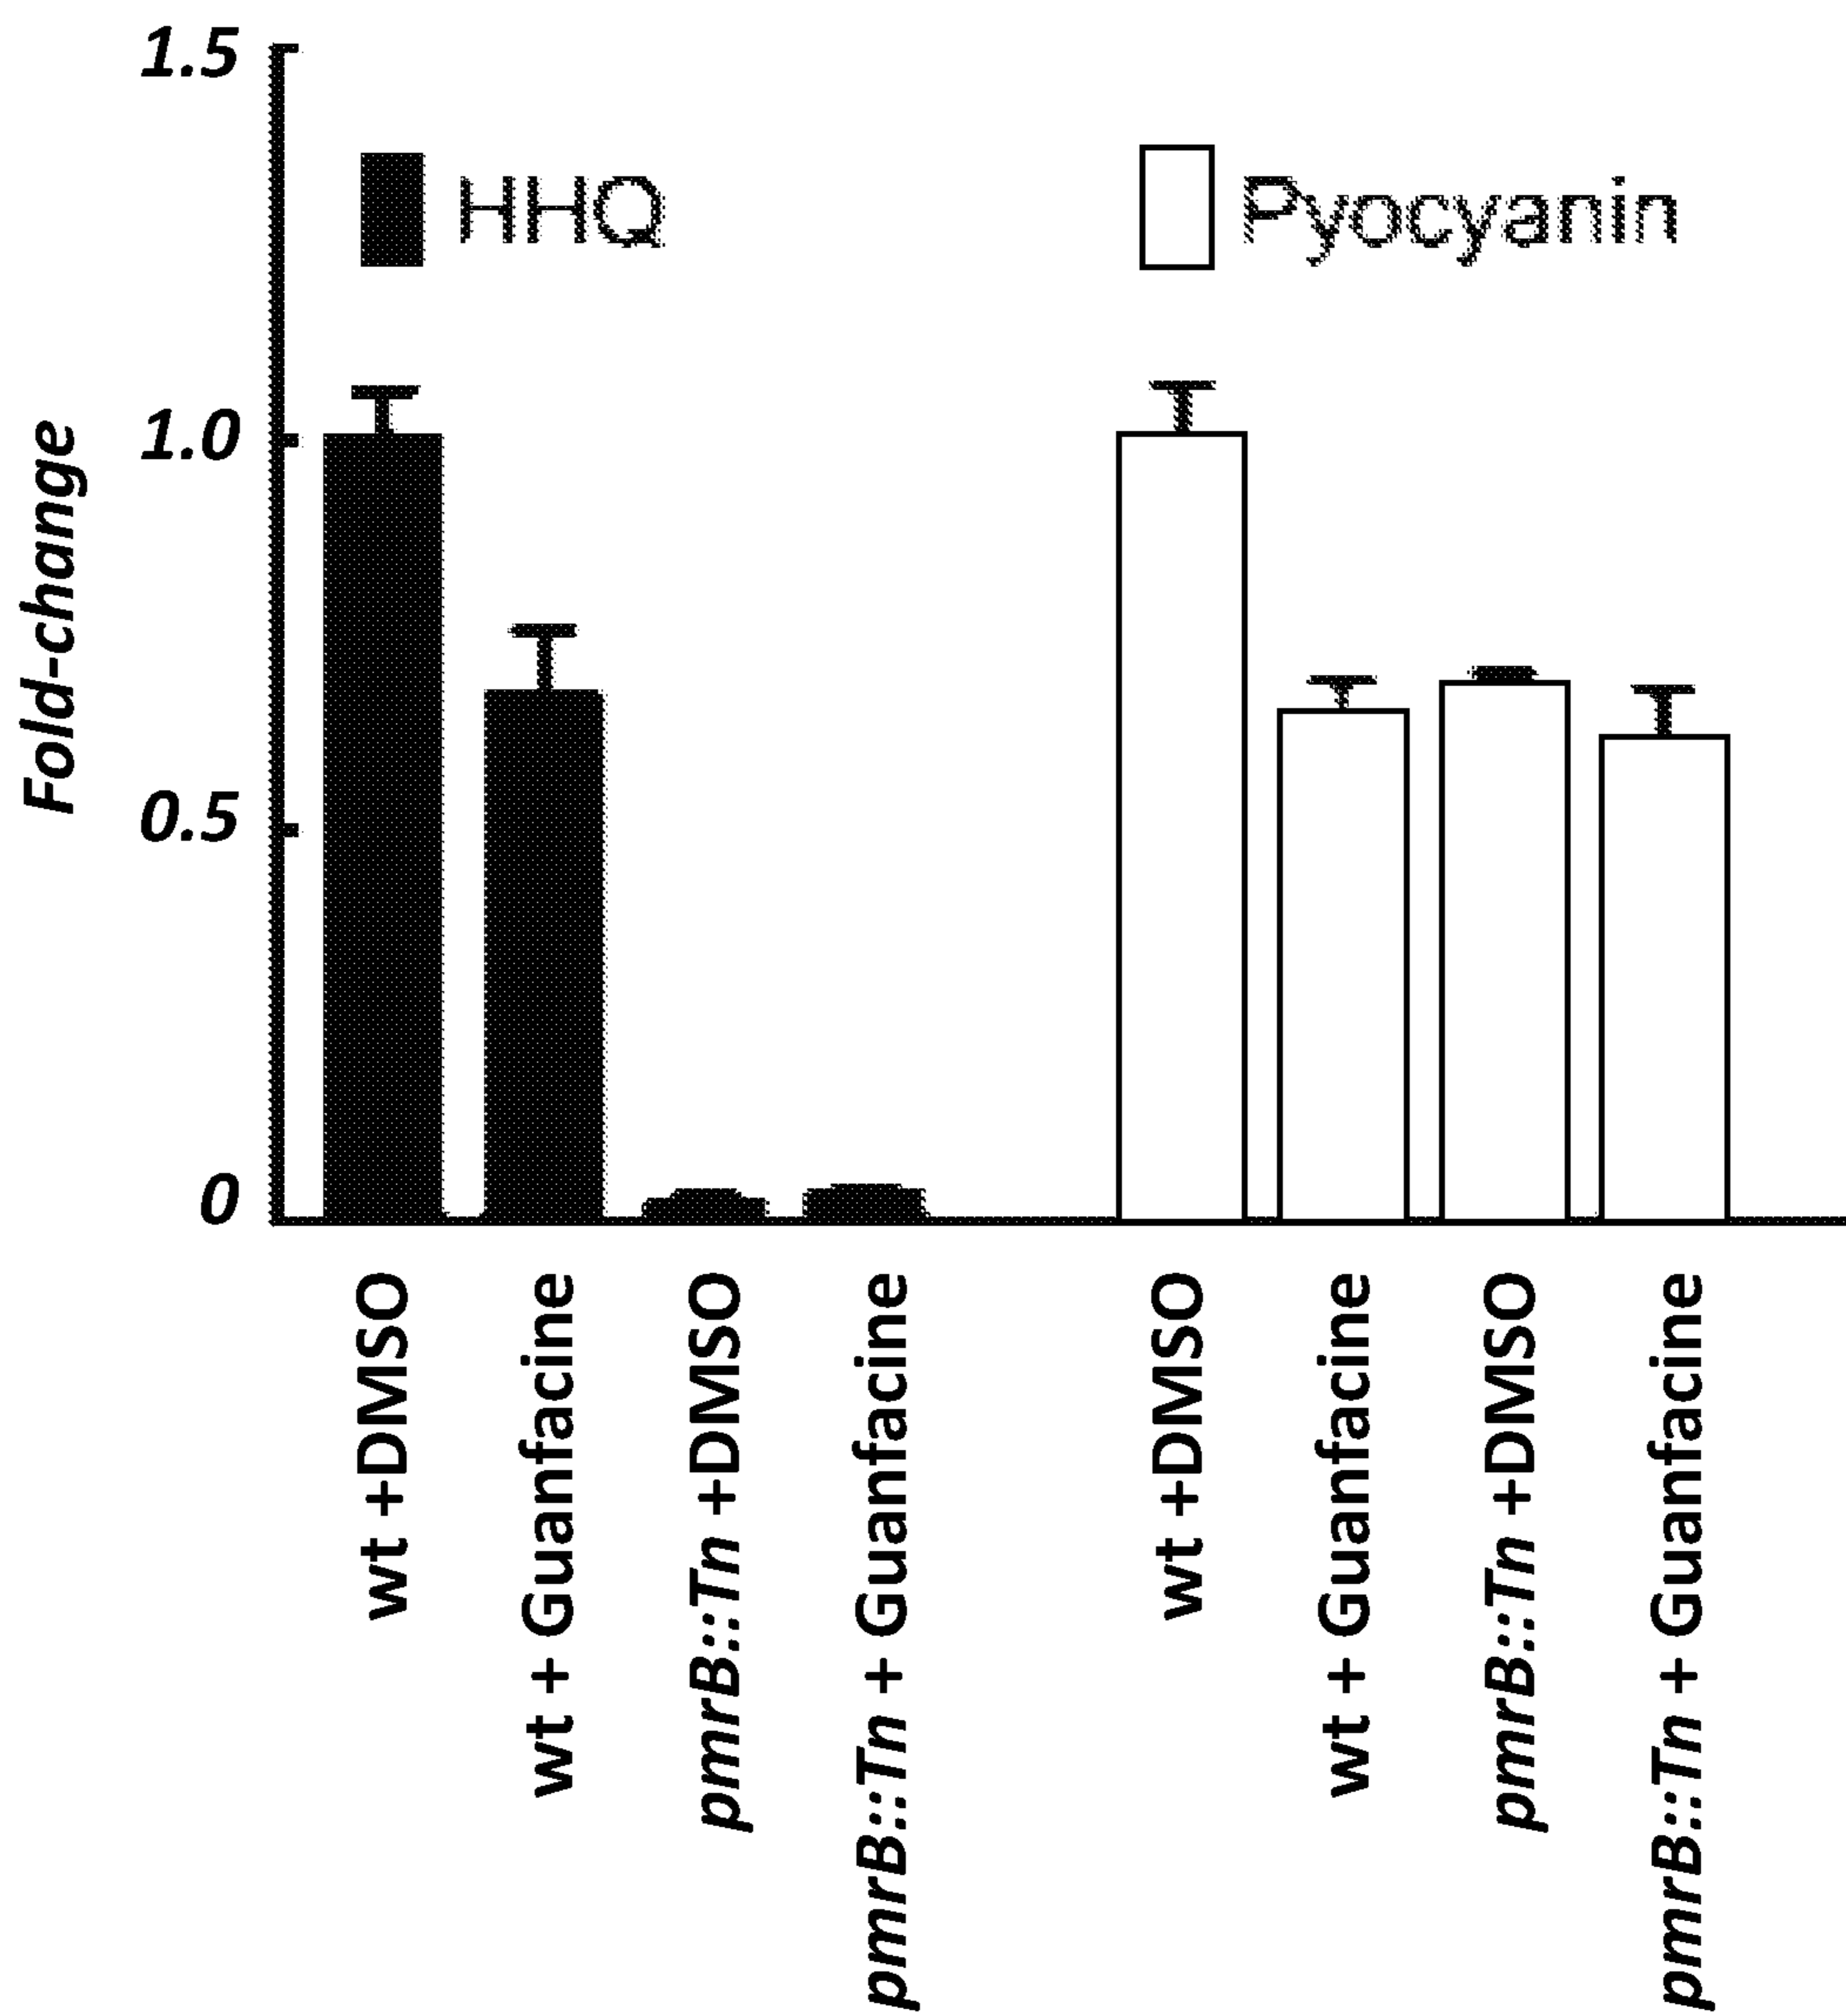 1.5
HHQ
Pyocyanin
1.0
0.5
0
Fold-change
wt +DMSO
wt + Guanfacine
pmrB::Tn +DMSO
pmrB::Tn + Guanfacine
wt +DMSO
wt + Guanfacine
pmrB::Tn +DMSO
pmrB::Tn + Guanfacine